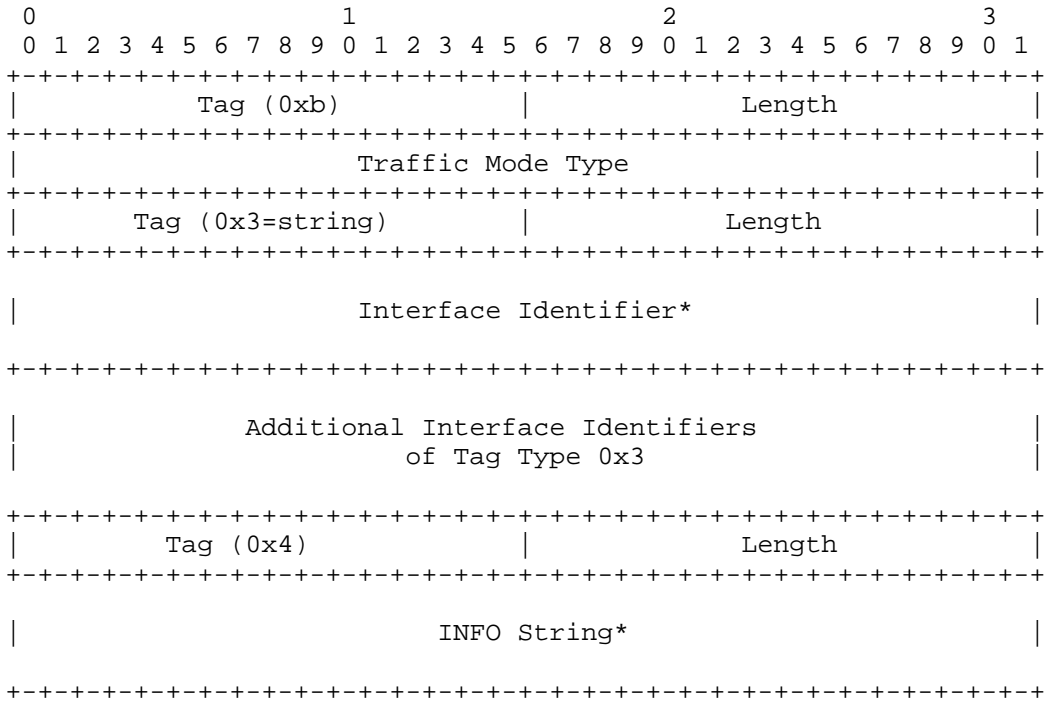 0                   1                   2                   3
 0 1 2 3 4 5 6 7 8 9 0 1 2 3 4 5 6 7 8 9 0 1 2 3 4 5 6 7 8 9 0 1
+-+-+-+-+-+-+-+-+-+-+-+-+-+-+-+-+-+-+-+-+-+-+-+-+-+-+-+-+-+-+-+-+
|           Tag (0xb)           |             Length            |
+-+-+-+-+-+-+-+-+-+-+-+-+-+-+-+-+-+-+-+-+-+-+-+-+-+-+-+-+-+-+-+-+
|                     Traffic Mode Type                         |
+-+-+-+-+-+-+-+-+-+-+-+-+-+-+-+-+-+-+-+-+-+-+-+-+-+-+-+-+-+-+-+-+
|       Tag (0x3=string)        |            Length             |
+-+-+-+-+-+-+-+-+-+-+-+-+-+-+-+-+-+-+-+-+-+-+-+-+-+-+-+-+-+-+-+-+
|                     Interface Identifier*                     |
+-+-+-+-+-+-+-+-+-+-+-+-+-+-+-+-+-+-+-+-+-+-+-+-+-+-+-+-+-+-+-+-+
|              Additional Interface Identifiers                 |
|                        of Tag Type 0x3                        |
+-+-+-+-+-+-+-+-+-+-+-+-+-+-+-+-+-+-+-+-+-+-+-+-+-+-+-+-+-+-+-+-+
|         Tag (0x4)             |             Length            |
+-+-+-+-+-+-+-+-+-+-+-+-+-+-+-+-+-+-+-+-+-+-+-+-+-+-+-+-+-+-+-+-+
|                          INFO String*                         |
+-+-+-+-+-+-+-+-+-+-+-+-+-+-+-+-+-+-+-+-+-+-+-+-+-+-+-+-+-+-+-+-+